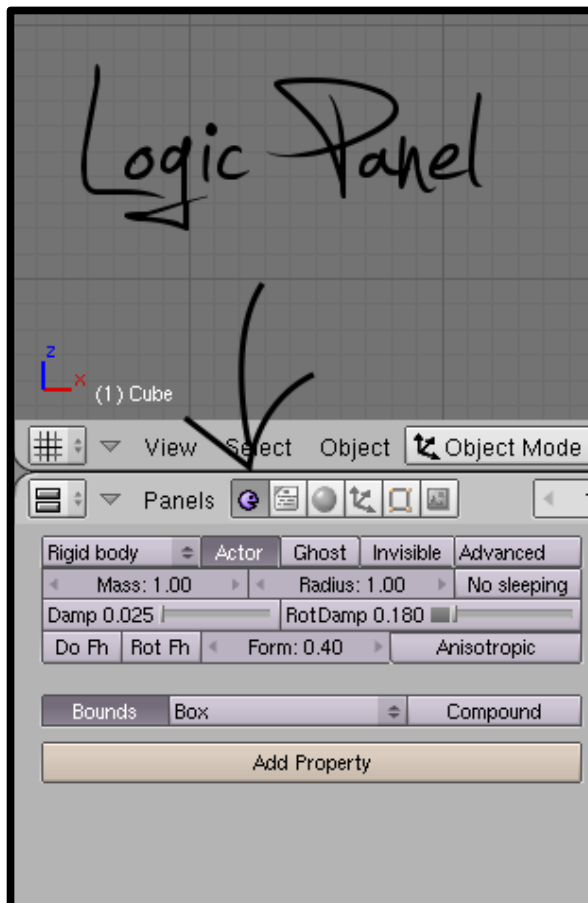 Logic Panel
z
x
(1) Cube
View Select Object Object Mode
Panels
Rigid body Actor Ghost Invisible Advanced
Mass: 1.00 Radius: 1.00 No sleeping
Damp 0.025 RotDamp 0.180
Do Fh Rot Fh Form: 0.40 Anisotropic
Bounds Box Compound
Add Property